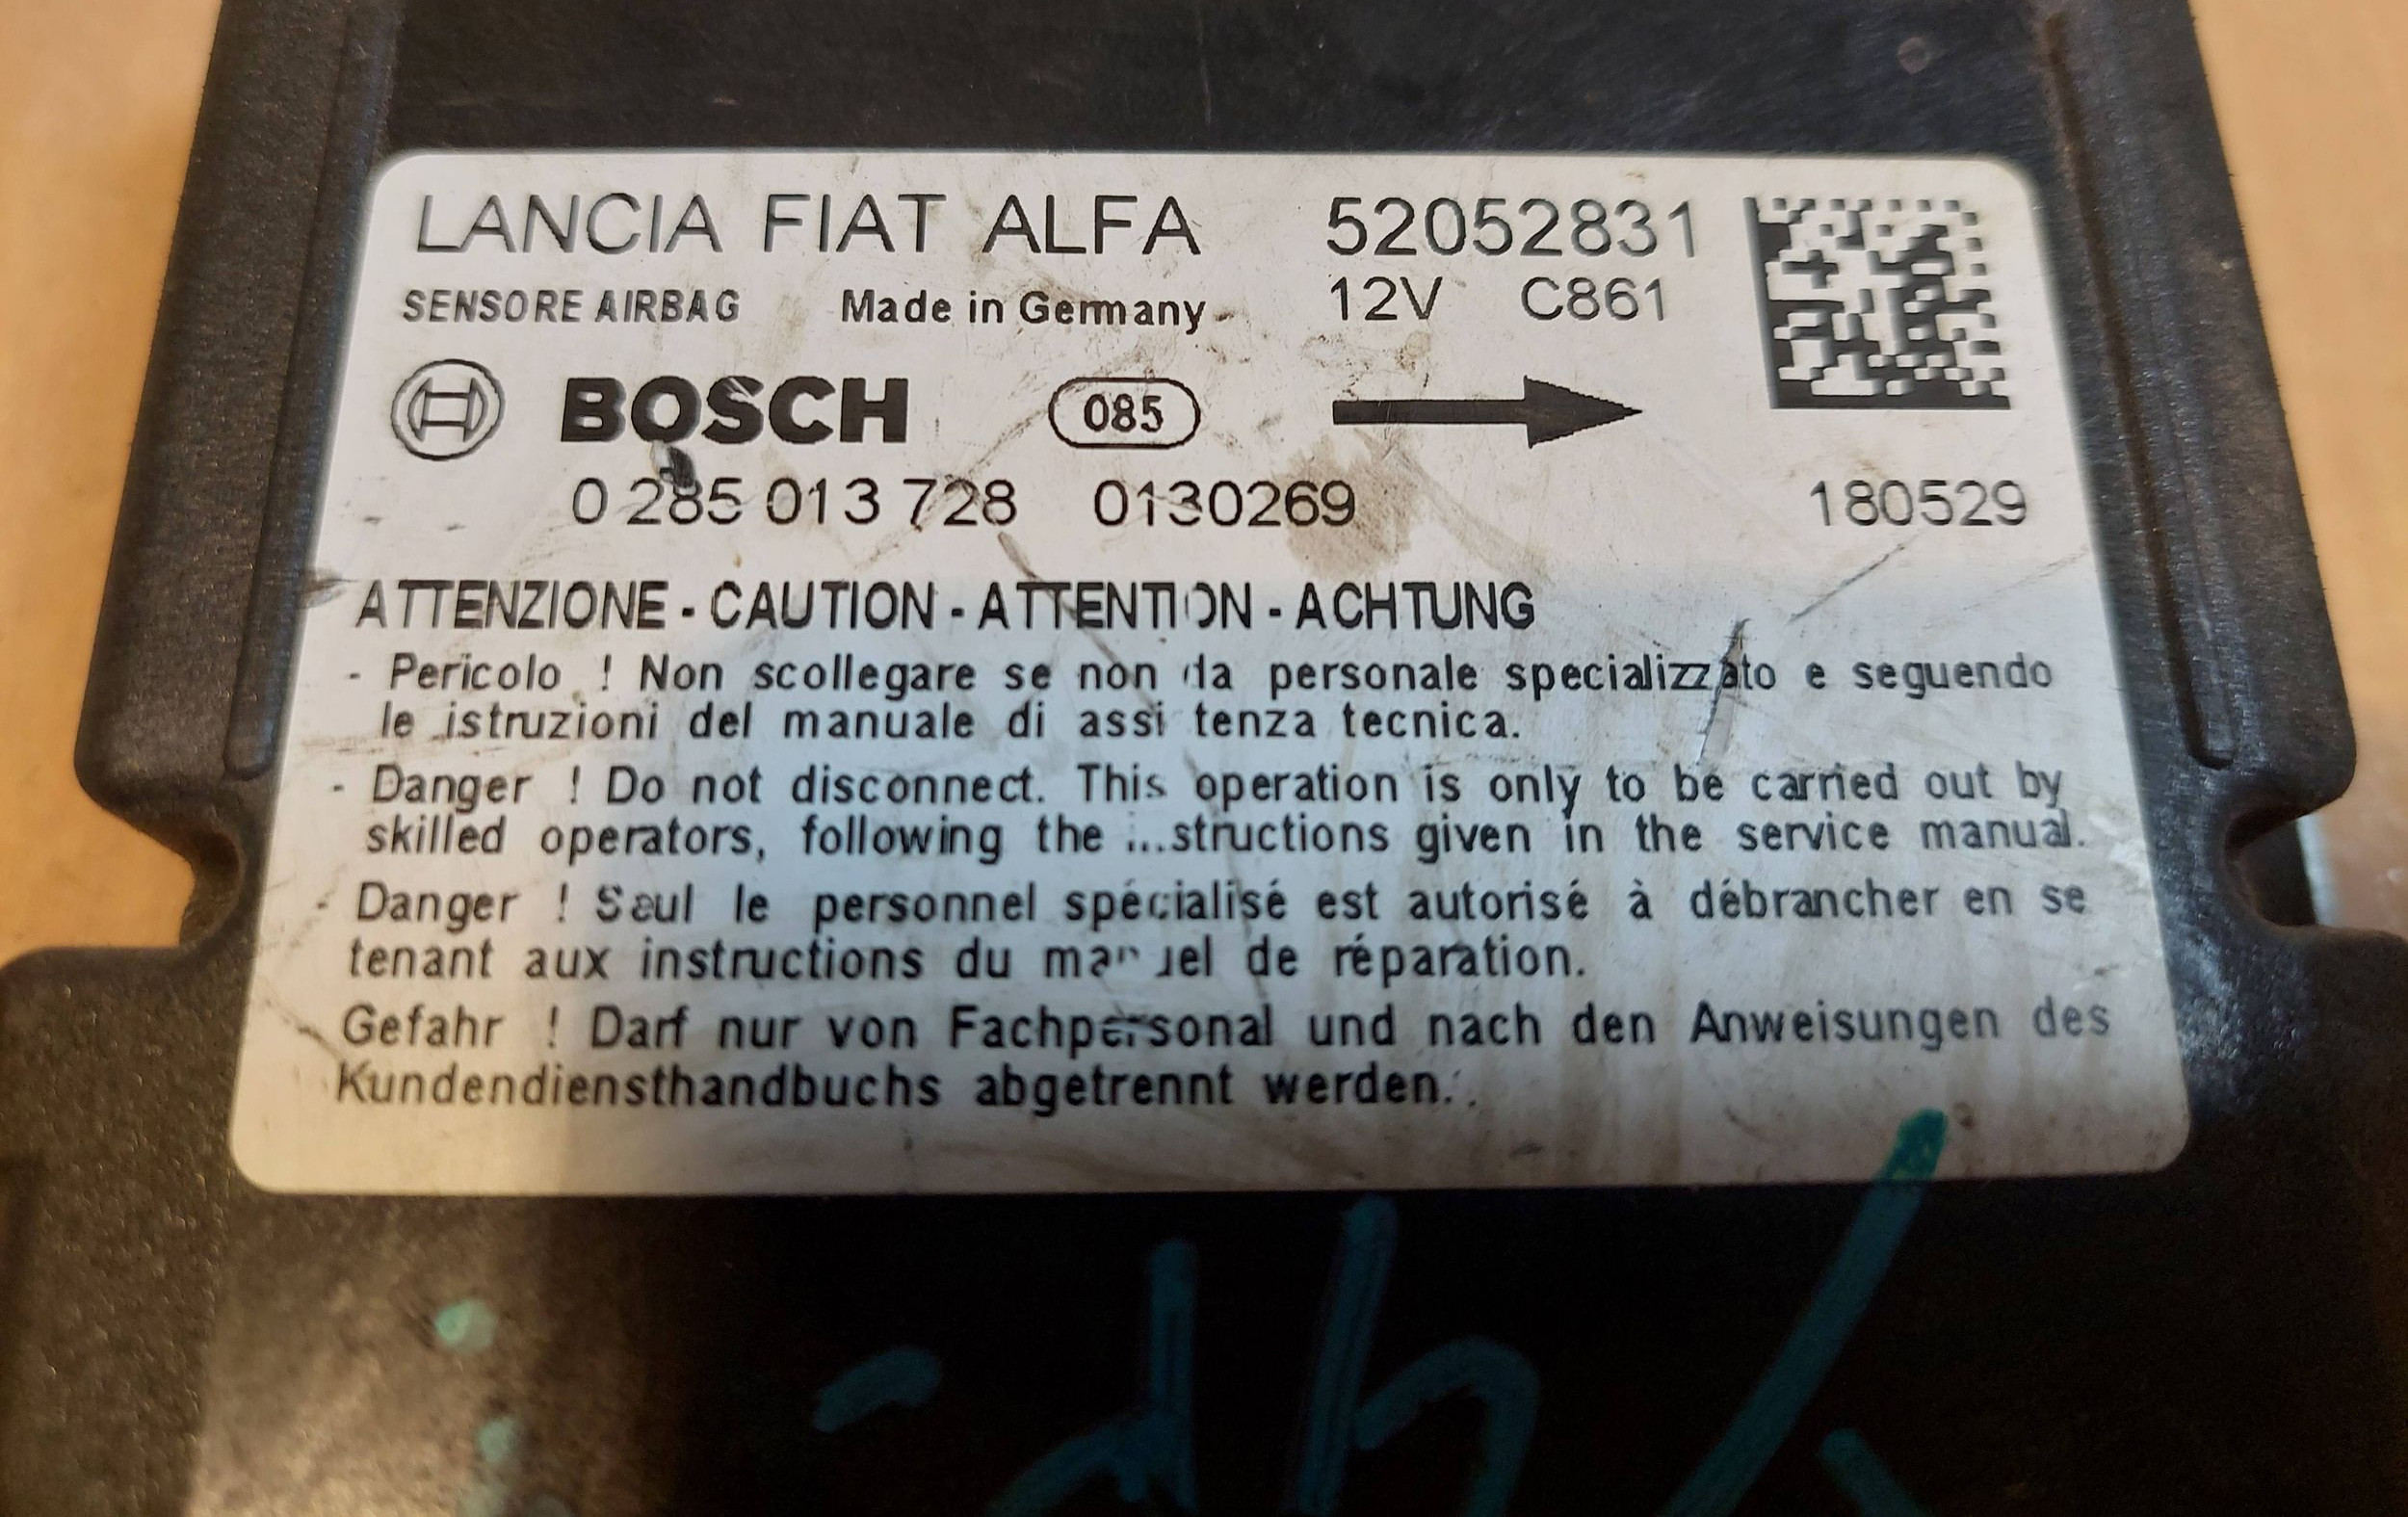 LANCIA FIAT ALFA 52052831
SENSORE AIRBAG Made in Germany 12V C861
BOSCH 085
0 285 013 728 0130269 180529
ATTENZIONE - CAUTION - ATTENTION - ACHTUNG
- Pericolo ! Non scollegare se non da personale specializzato e seguendo
le istruzioni del manuale di assistenza tecnica.
- Danger ! Do not disconnect. This operation is only to be carried out by
skilled operators, following the instructions given in the service manual.
- Danger ! Seul le personnel spécialisé est autorisé à débrancher en se
tenant aux instructions du manuel de réparation.
Gefahr ! Darf nur von Fachpersonal und nach den Anweisungen des
Kundendiensthandbuchs abgetrennt werden.